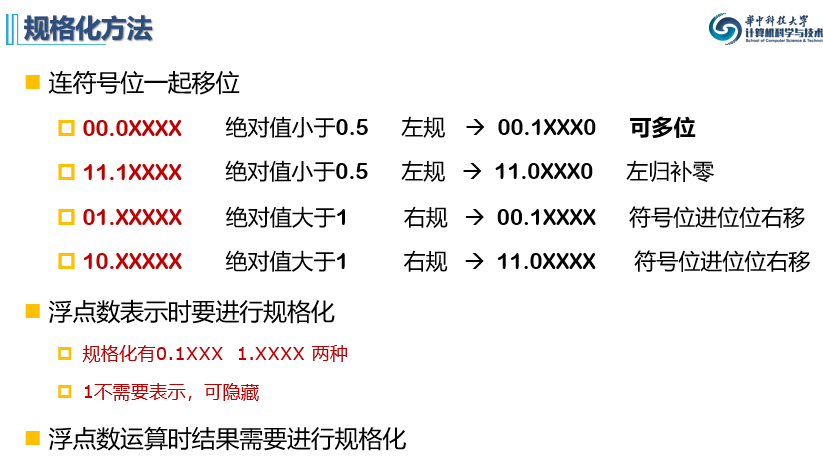 规格化方法
華中科技大学
计算机科学与技术
School of Computer Science & Technol
连符号位一起移位
00.0XXXX 绝对值小于0.5 左规 → 00.1XXX0 可多位
11.1XXXX 绝对值小于0.5 左规 → 11.0XXX0 左归补零
01.XXXXX 绝对值大于1 右规 → 00.1XXXX 符号位进位位右移
10.XXXXX 绝对值大于1 右规 → 11.0XXXX 符号位进位位右移
浮点数表示时要进行规格化
规格化有0.1XXX 1.XXXX 两种
1不需要表示，可隐藏
浮点数运算时结果需要进行规格化